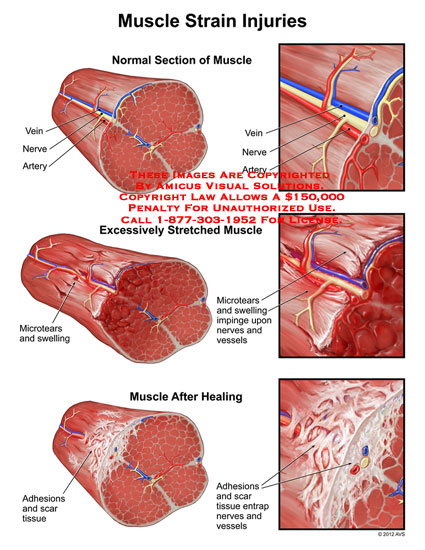 Muscle Strain Injuries
Normal Section of Muscle
Vein
Nerve
Artery
Vein
Nerve
Artery
These Images Are Copyrighted
By Amicus Visual Solutions.
Copyright Law Allows A $150,000
Penalty For Unauthorized Use.
Call 1-877-303-1952 For License.
Excessively Stretched Muscle
Microtears
and swelling
Microtears
and swelling
impinge upon
nerves and
vessels
Muscle After Healing
Adhesions
and scar
tissue
Adhesions
and scar
tissue entrap
nerves and
vessels
© 2012 AVS